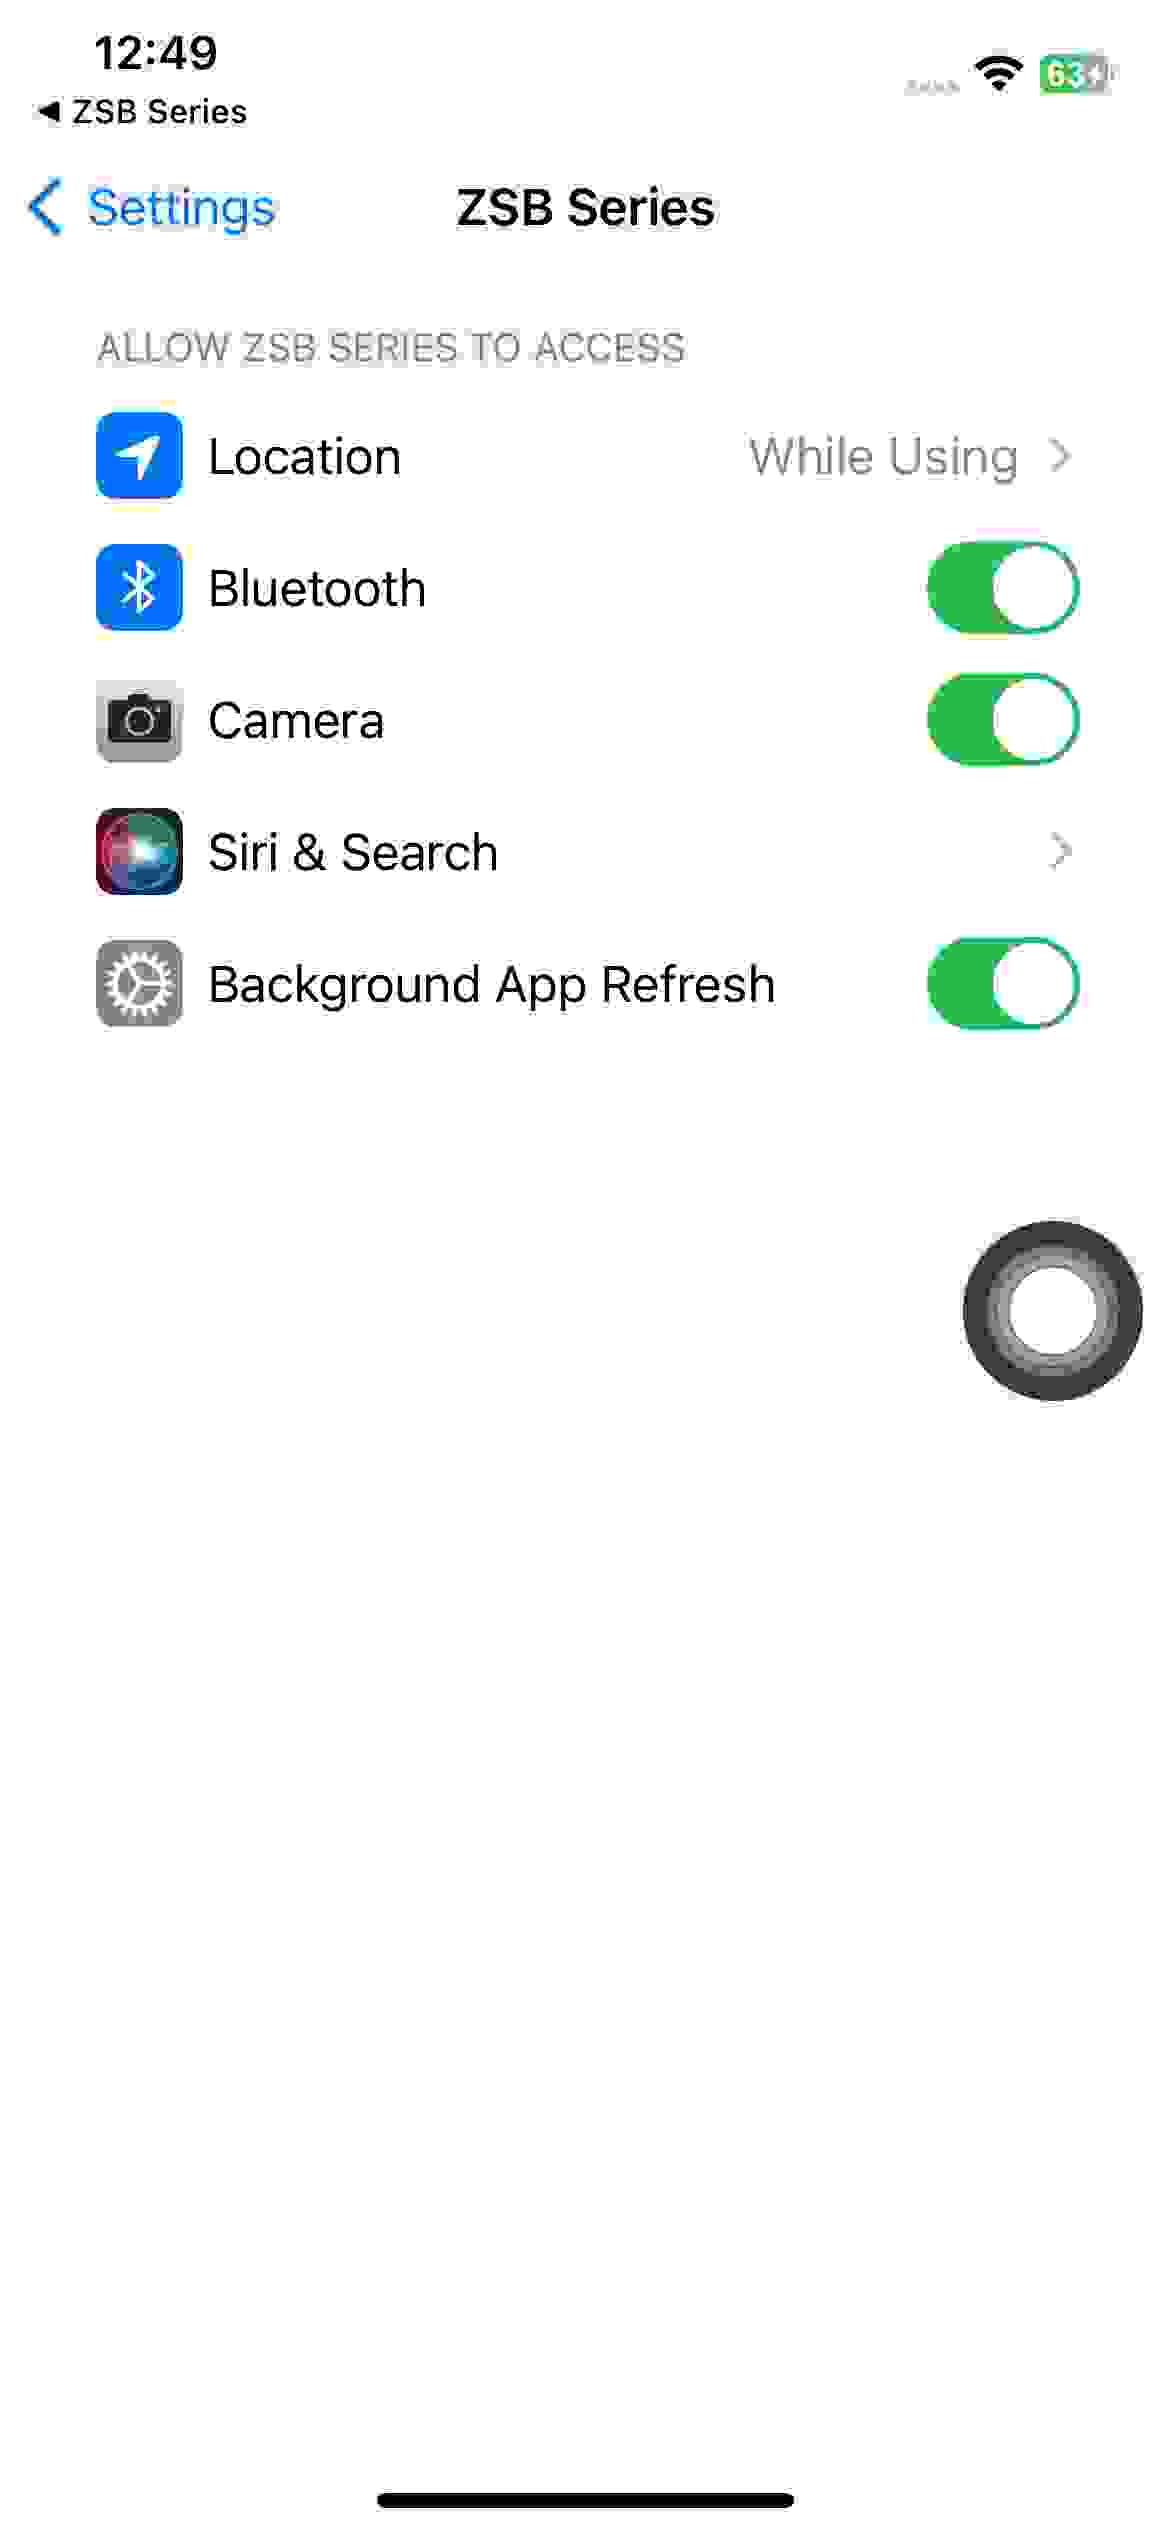 12:49
63
◀ ZSB Series
Settings
ZSB Series
ALLOW ZSB SERIES TO ACCESS
Location
While Using
Bluetooth
Camera
Siri & Search
Background App Refresh